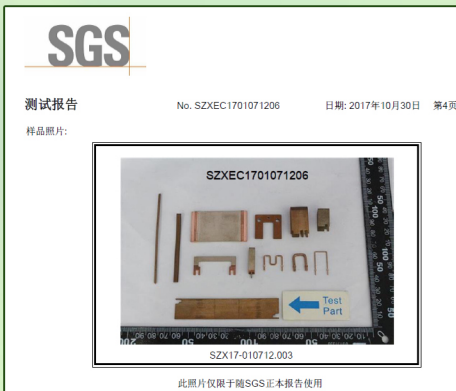 SGS
测试报告 No. SZXEC1701071206 日期: 2017年10月30日 第4页
样品照片:
SZXEC1701071206
Test
Part
SZX17-010712.003
此照片仅限于随SGS正本报告使用